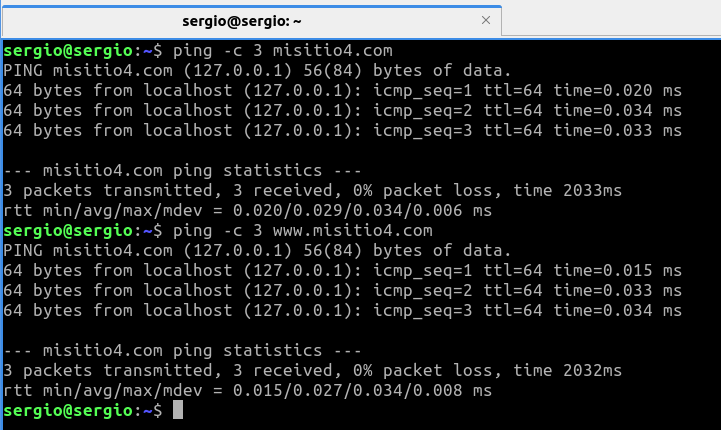 sergio@sergio: ~
sergio@sergio:~$ ping -c 3 misitio4.com
PING misitio4.com (127.0.0.1) 56(84) bytes of data.
64 bytes from localhost (127.0.0.1): icmp_seq=1 ttl=64 time=0.020 ms
64 bytes from localhost (127.0.0.1): icmp_seq=2 ttl=64 time=0.034 ms
64 bytes from localhost (127.0.0.1): icmp_seq=3 ttl=64 time=0.033 ms

--- misitio4.com ping statistics ---
3 packets transmitted, 3 received, 0% packet loss, time 2033ms
rtt min/avg/max/mdev = 0.020/0.029/0.034/0.006 ms
sergio@sergio:~$ ping -c 3 www.misitio4.com
PING misitio4.com (127.0.0.1) 56(84) bytes of data.
64 bytes from localhost (127.0.0.1): icmp_seq=1 ttl=64 time=0.015 ms
64 bytes from localhost (127.0.0.1): icmp_seq=2 ttl=64 time=0.033 ms
64 bytes from localhost (127.0.0.1): icmp_seq=3 ttl=64 time=0.034 ms

--- misitio4.com ping statistics ---
3 packets transmitted, 3 received, 0% packet loss, time 2032ms
rtt min/avg/max/mdev = 0.015/0.027/0.034/0.008 ms
sergio@sergio:~$